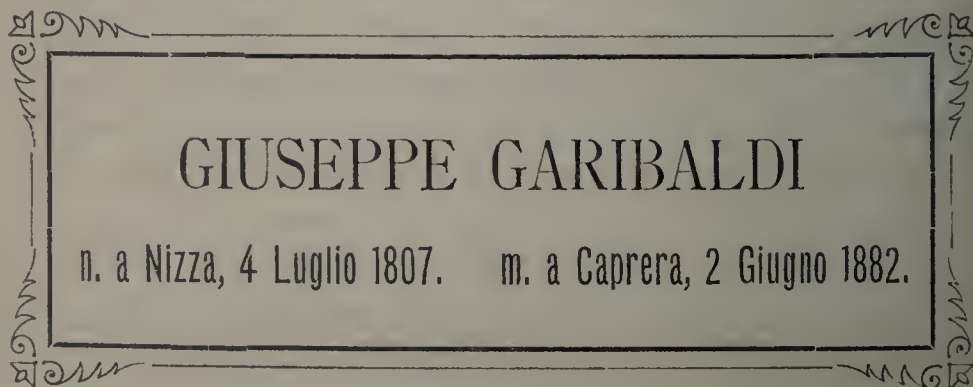 GIUSEPPE GARIBALDI
n. a Nizza, 4 Luglio 1807. m. a Caprera, 2 Giugno 1882.